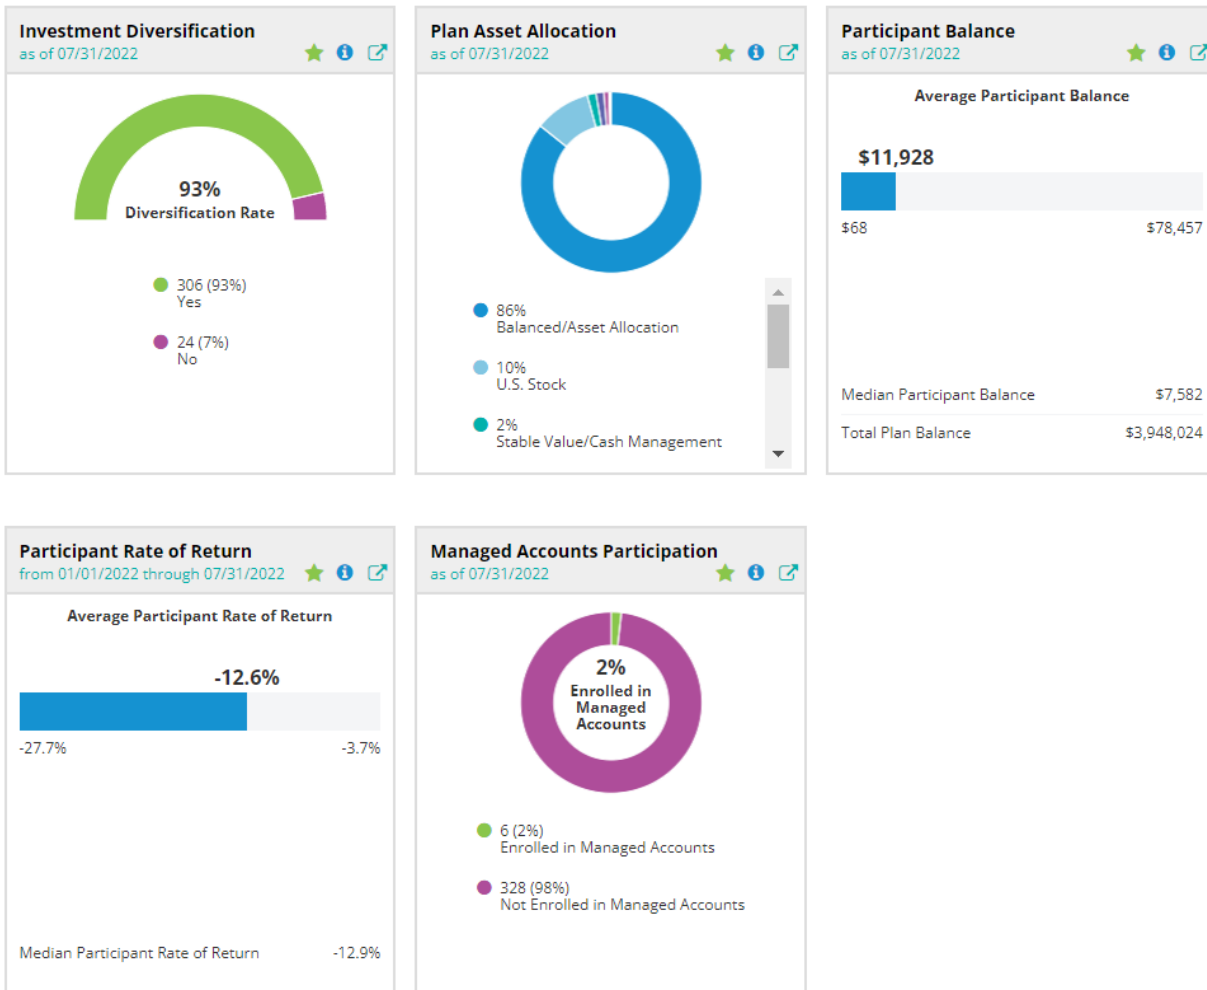 Investment Diversification
as of 07/31/2022
93%
Diversification Rate
306 (93%)
Yes
24 (7%)
No
Plan Asset Allocation
as of 07/31/2022
86%
Balanced/Asset Allocation
10%
U.S. Stock
2%
Stable Value/Cash Management
Participant Balance
as of 07/31/2022
Average Participant Balance
$11,928
$68 $78,457
Median Participant Balance $7,582
Total Plan Balance $3,948,024
Participant Rate of Return
from 01/01/2022 through 07/31/2022
Average Participant Rate of Return
-12.6%
-27.7% -3.7%
Median Participant Rate of Return -12.9%
Managed Accounts Participation
as of 07/31/2022
2%
Enrolled in
Managed
Accounts
6 (2%)
Enrolled in Managed Accounts
328 (98%)
Not Enrolled in Managed Accounts